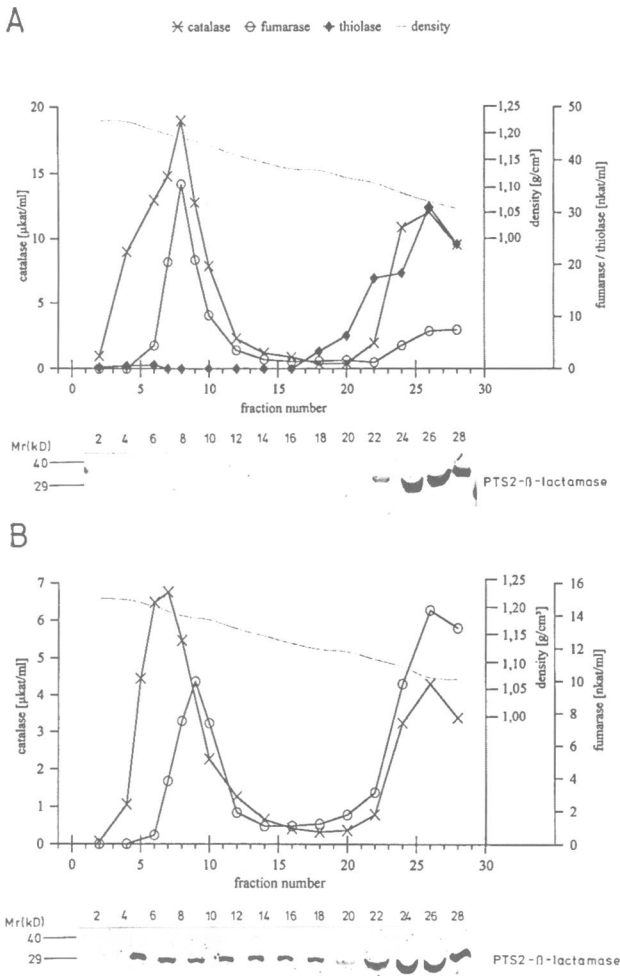 A
catalase fumarase thiolase density
20 15 10 5 0
catalase [µkat/ml]
1,25 1,20 1,15 1,10 1,05 1,00
density [g/cm³]
50 40 30 20 10 0
fumarase / thiolase [nkat/ml]
0 5 10 15 20 25 30
fraction number
Mr(kD) 2 4 6 8 10 12 14 16 18 20 22 24 26 28
40
29
PTS2-ß-lactamase
B
7 6 5 4 3 2 1 0
catalase [µkat/ml]
1,25 1,20 1,15 1,10 1,05 1,00
density [g/cm³]
16 14 12 10 8 6 4 2 0
fumarase [nkat/ml]
0 5 10 15 20 25 30
fraction number
Mr(kD) 2 4 6 8 10 12 14 16 18 20 22 24 26 28
40
29
PTS2-ß-lactamase